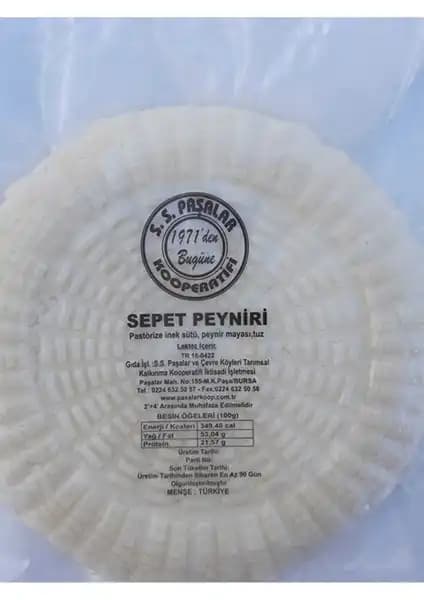 S.S. PAŞALAR
1971'den
Bugüne
KOOPERATİFİ
SEPET PEYNİRİ
Pastörize inek sütü, peynir mayası,tuz
Laktoz İçerir.
TR 16-0422
Gıda İşl. :S.S. Paşalar ve Çevre Köyleri Tarımsal
Kalkınma Kooperatifi İktisadi İşletmesi
Paşalar Mah. No:155-M.K.Paşa/BURSA
Tel : 0224 632 50 57 - Fax:0224 632 50 58
www.pasalarkoop.com.tr
2°+4° Arasında Muhafaza Edilmelidir
BESİN ÖGELERİ (100g)
Enerji / Kcaleri 349,40 cal
Yağ / Fat 53,04 g
Protein 21,57 g
Üretim Tarihi:
Parti No:
Son Tüketim Tarihi:
Üretim Tarihinden İtibaren En Az 90 Gün
Olgunlaştırılmıştır
MENŞE : TÜRKİYE